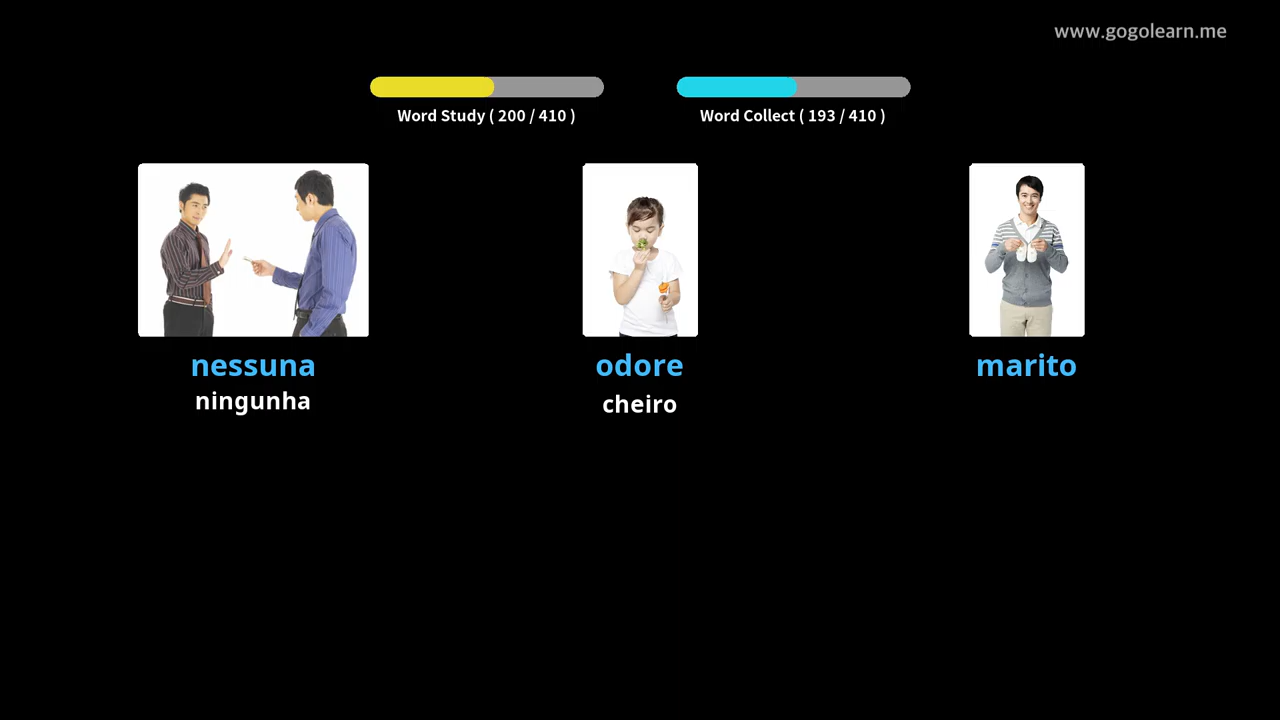 www.gogolearn.me
Word Study ( 200 / 410 )
Word Collect ( 193 / 410 )
nessuna
ningunha
odore
cheiro
marito